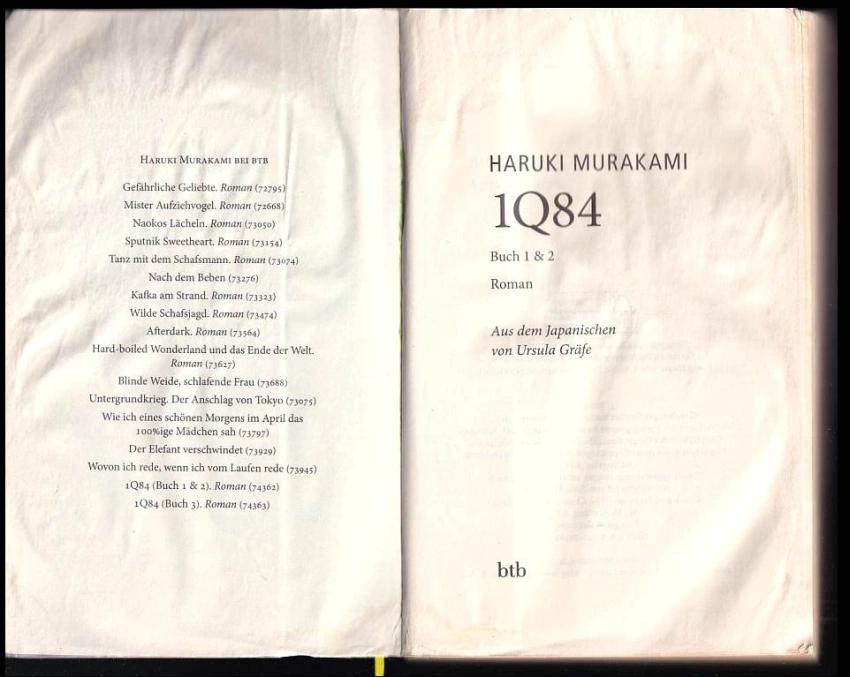 HARUKI MURAKAMI BEI BTB
Gefährliche Geliebte. Roman (72795)
Mister Aufziehvogel. Roman (72668)
Naokos Lächeln. Roman (73050)
Sputnik Sweetheart. Roman (73154)
Tanz mit dem Schafsmann. Roman (73074)
Nach dem Beben (73276)
Kafka am Strand. Roman (73323)
Wilde Schafsjagd. Roman (73474)
Afterdark. Roman (73564)
Hard-boiled Wonderland und das Ende der Welt.
Roman (73627)
Blinde Weide, schlafende Frau (73688)
Untergrundkrieg. Der Anschlag von Tokyo (73075)
Wie ich eines schönen Morgens im April das
100%ige Mädchen sah (73797)
Der Elefant verschwindet (73929)
Wovon ich rede, wenn ich vom Laufen rede (73945)
1Q84 (Buch 1 & 2). Roman (74362)
1Q84 (Buch 3). Roman (74363)
HARUKI MURAKAMI
1Q84
Buch 1 & 2
Roman
Aus dem Japanischen
von Ursula Gräfe
btb